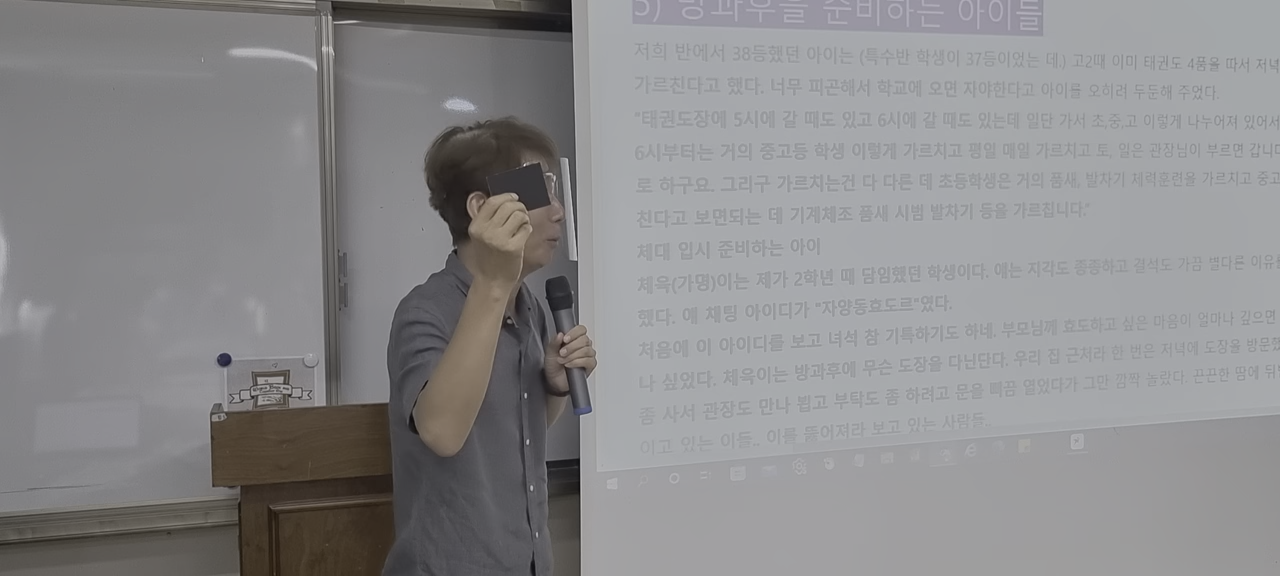 5) 방과후를 준비하는 아이들
저희 반에서 38등했던 아이는 (특수반 학생이 37등이었는 데.) 고2때 이미 태권도 4품을 따서 저녁
가르친다고 했다. 너무 피곤해서 학교에 오면 자야한다고 아이를 오히려 두둔해 주었다.
"태권도장에 5시에 갈 때도 있고 6시에 갈 때도 있는데 일단 가서 초,중,고 이렇게 나누어져 있어서
6시부터는 거의 중고등 학생 이렇게 가르치고 평일 매일 가르치고 토, 일은 관장님이 부르면 갑니다
로 하구요. 그리구 가르치는건 다 다른 데 초등학생은 거의 품새, 발차기 체력훈련을 가르치고 중고
친다고 보면되는 데 기계체조 품새 시범 발차기 등을 가르칩니다."
체대 입시 준비하는 아이
체육(가명)이는 제가 2학년 때 담임했던 학생이다. 얘는 지각도 종종하고 결석도 가끔 별다른 이유를
했다. 얘 채팅 아이디가 "자양동효도르"였다.
처음에 이 아이디를 보고 녀석 참 기특하기도 하네. 부모님께 효도하고 싶은 마음이 얼마나 깊으면
나 싶었다. 체육이는 방과후에 무슨 도장을 다닌단다. 우리 집 근처라 한 번은 저녁에 도장을 방문했
좀 사서 관장도 만나 뵙고 부탁도 좀 하려고 문을 빼끔 열었다가 그만 깜짝 놀랐다. 끈끈한 땀에 뒤
이고 있는 이들.. 이를 뚫어져라 보고 있는 사람들..